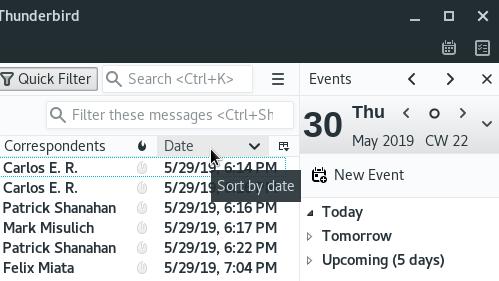 Thunderbird
Quick Filter
Search <Ctrl+K>
Filter these messages <Ctrl+Sh
Correspondents
Date
Carlos E. R.
5/29/19, 6:14 PM
Carlos E. R.
5/29/19,
Sort by date
Patrick Shanahan
5/29/19, 6:16 PM
Mark Misulich
5/29/19, 6:17 PM
Patrick Shanahan
5/29/19, 6:22 PM
Felix Miata
5/29/19, 7:04 PM
Events
30
Thu
May 2019 CW 22
New Event
Today
Tomorrow
Upcoming (5 days)